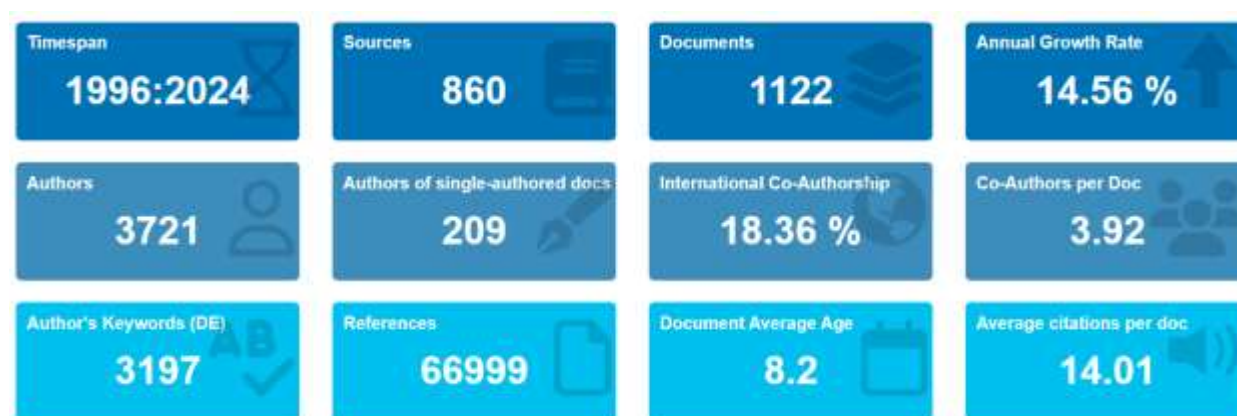 Timespan
1996:2024
Sources
860
Documents
1122
Annual Growth Rate
14.56 %
Authors
3721
Authors of single-authored docs
209
International Co-Authorship
18.36 %
Co-Authors per Doc
3.92
Author's Keywords (DE)
3197
AB
References
66999
Document Average Age
8.2
Average citations per doc
14.01